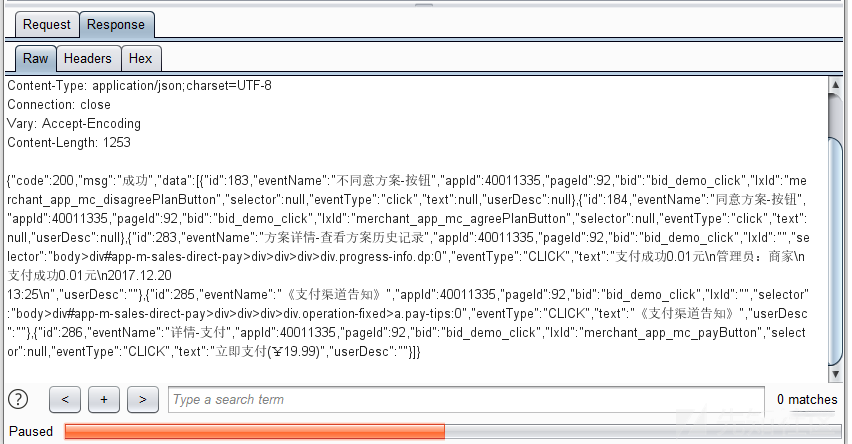 Request Response
Raw Headers Hex
Content-Type: application/json;charset=UTF-8
Connection: close
Vary: Accept-Encoding
Content-Length: 1253
{"code":200,"msg":"成功","data":[{"id":183,"eventName":"不同意方案-按钮","appId":40011335,"pageId":92,"bid":"bid_demo_click","lxId":"me
rchant_app_mc_disagreePlanButton","selector":null,"eventType":"click","text":null,"userDesc":null},{"id":184,"eventName":"同意方案-按钮",
"appId":40011335,"pageId":92,"bid":"bid_demo_click","lxId":"merchant_app_mc_agreePlanButton","selector":null,"eventType":"click","text":
null,"userDesc":null},{"id":283,"eventName":"方案详情-查看方案历史记录","appId":40011335,"pageId":92,"bid":"bid_demo_click","lxId":"","se
lector":"body>div#app-m-sales-direct-pay>div>div>div>div.progress-info.dp:0","eventType":"CLICK","text":"支付成功0.01元\n管理员：商家\n
支付成功0.01元\n2017.12.20
13:25\n","userDesc":""},{"id":285,"eventName":"《支付渠道告知》","appId":40011335,"pageId":92,"bid":"bid_demo_click","lxId":"","selector"
:"body>div#app-m-sales-direct-pay>div>div>div>div.operation-fixed>a.pay-tips:0","eventType":"CLICK","text":"《支付渠道告知》","userDesc
":""},{"id":286,"eventName":"详情-支付","appId":40011335,"pageId":92,"bid":"bid_demo_click","lxId":"merchant_app_mc_payButton","select
or":null,"eventType":"CLICK","text":"立即支付(¥19.99)","userDesc":""}]}
? < + > Type a search term 0 matches
Paused